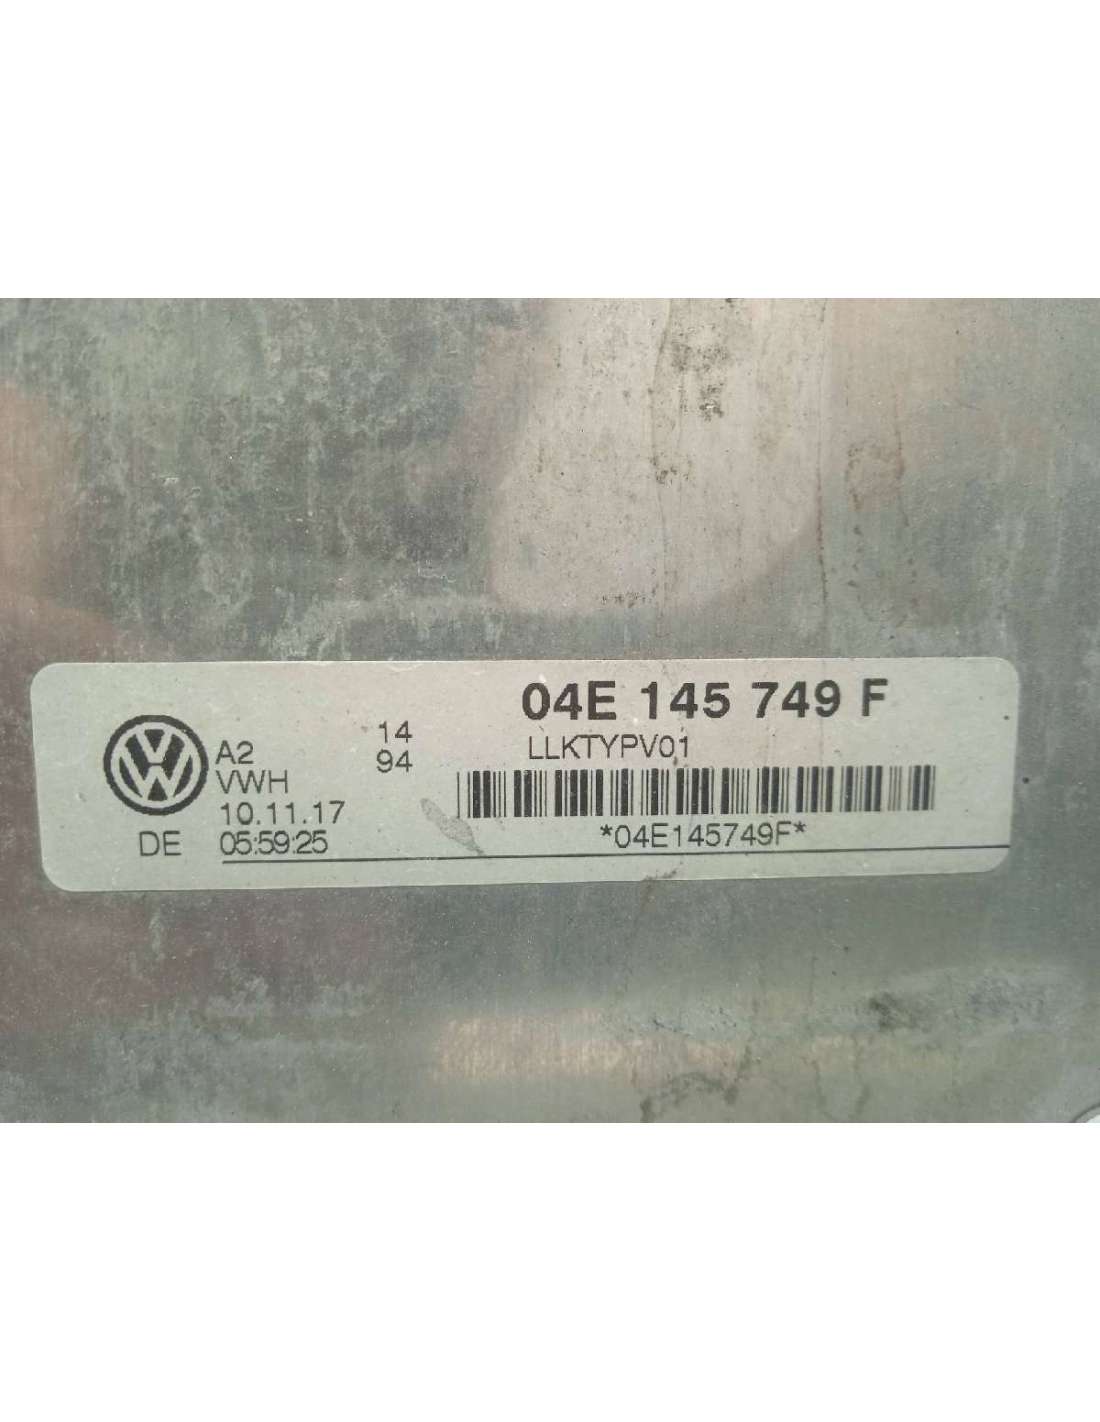 04E 145 749 F
14
A2
LLKTYPV01
94
VWH
10.11.17
*04E145749F*
DE 05:59:25